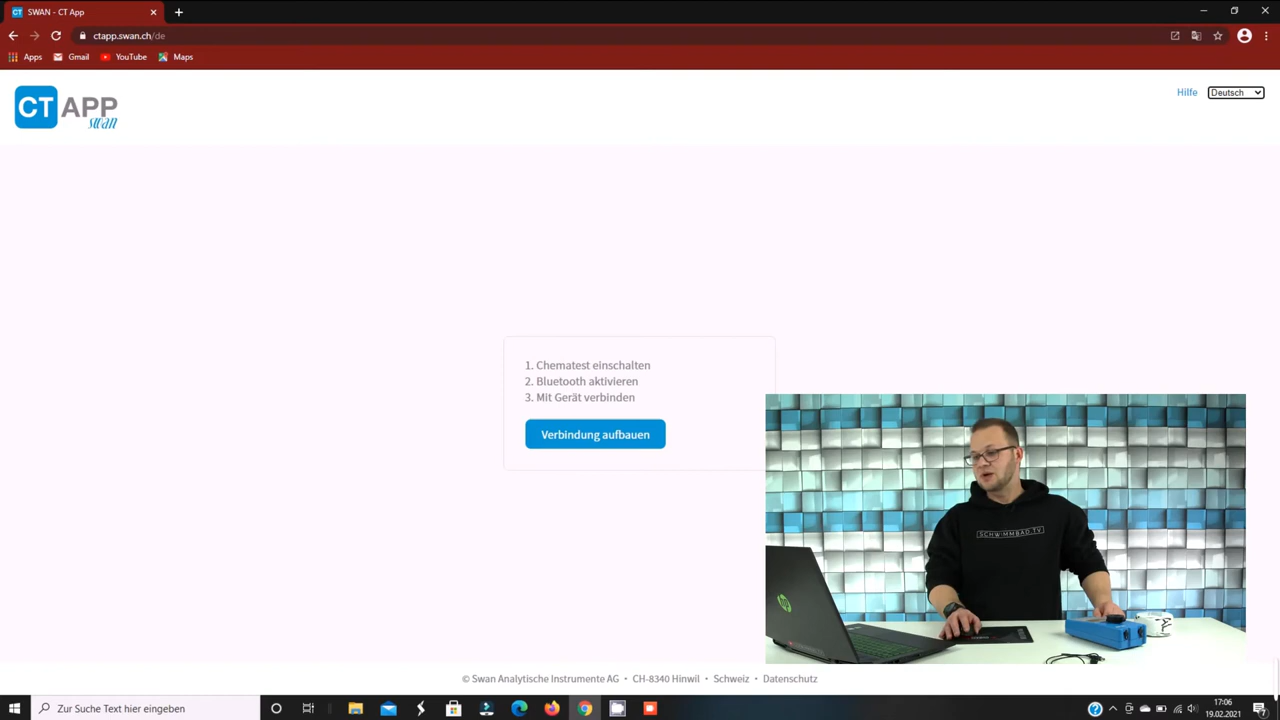 SWAN - CT App
ctapp.swan.ch/de
Apps Gmail YouTube Maps
CT APP
swan
Hilfe Deutsch
1. Chematest einschalten
2. Bluetooth aktivieren
3. Mit Gerät verbinden
Verbindung aufbauen
SCHWIMMBAD.TV
hp
© Swan Analytische Instrumente AG • CH-8340 Hinwil • Schweiz • Datenschutz
Zur Suche Text hier eingeben
17:06
19.02.2021